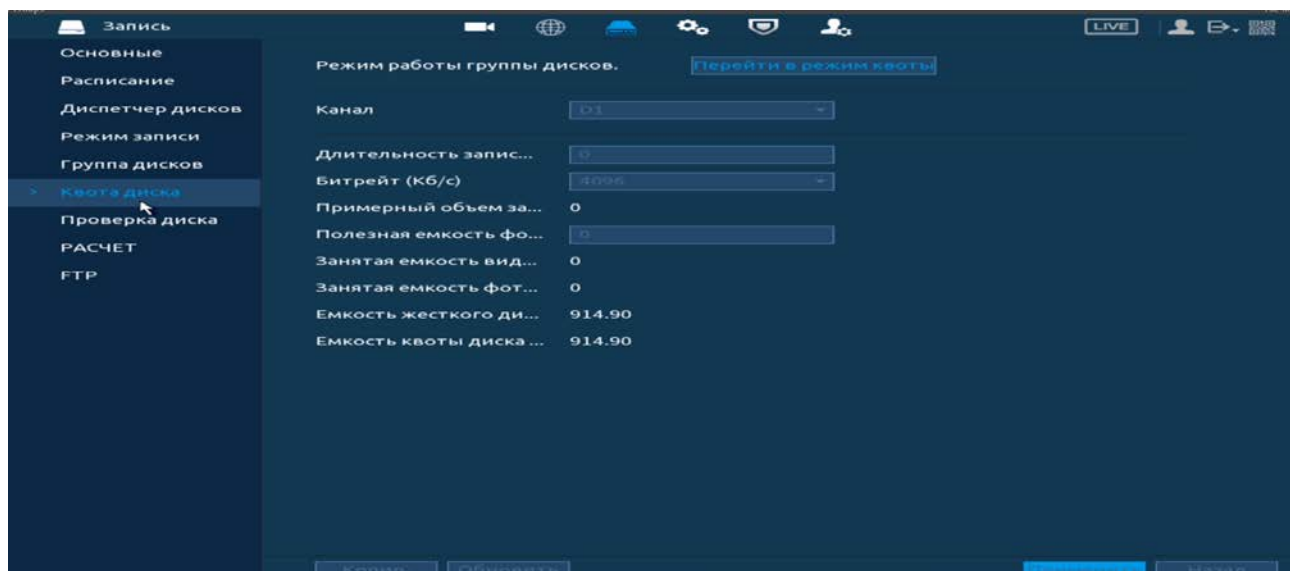 Запись LIVE
Основные
Расписание
Диспетчер дисков
Режим записи
Группа дисков
> Квота диска
Проверка диска
РАСЧЕТ
FTP
Режим работы группы дисков. Перейти в режим квоты
Канал D1
Длительность запис... 0
Битрейт (Кб/с) 4096
Примерный объем за... 0
Полезная емкость фо... 0
Занятая емкость вид... 0
Занятая емкость фот... 0
Емкость жесткого ди... 914.90
Емкость квоты диска ... 914.90
Обновить Назад